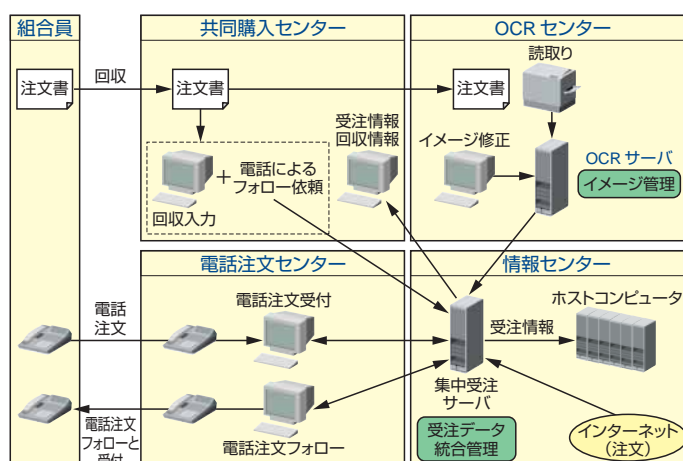 組合員
共同購入センター
OCR センター
注文書
回収
注文書
注文書
読取り
受注情報
回収情報
イメージ修正
OCR サーバ
イメージ管理
+
電話による
フォロー依頼
回収入力
電話注文センター
情報センター
電話
注文
電話注文受付
ホストコンピュータ
受注情報
集中受注
サーバ
電話注文
フォローと
受付
電話注文フォロー
受注データ
統合管理
インターネット
(注文)